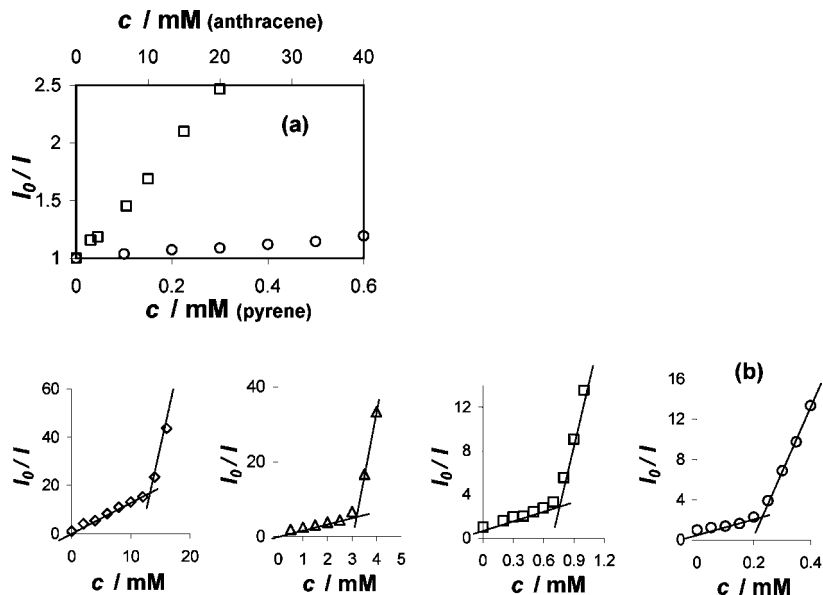 c / mM (anthracene)
0 10 20 30 40
2.5
(a)
2
I0 / I
1.5
1
0 0.2 0.4 0.6
c / mM (pyrene)
60
40
I0 / I
20
0
0 10 20
c / mM
40
I0 / I
20
0
0 1 2 3 4 5
c / mM
12
I0 / I
8
4
0
0 0.3 0.6 0.9 1.2
c / mM
16
(b)
12
I0 / I
8
4
0
0 0.2 0.4
c / mM